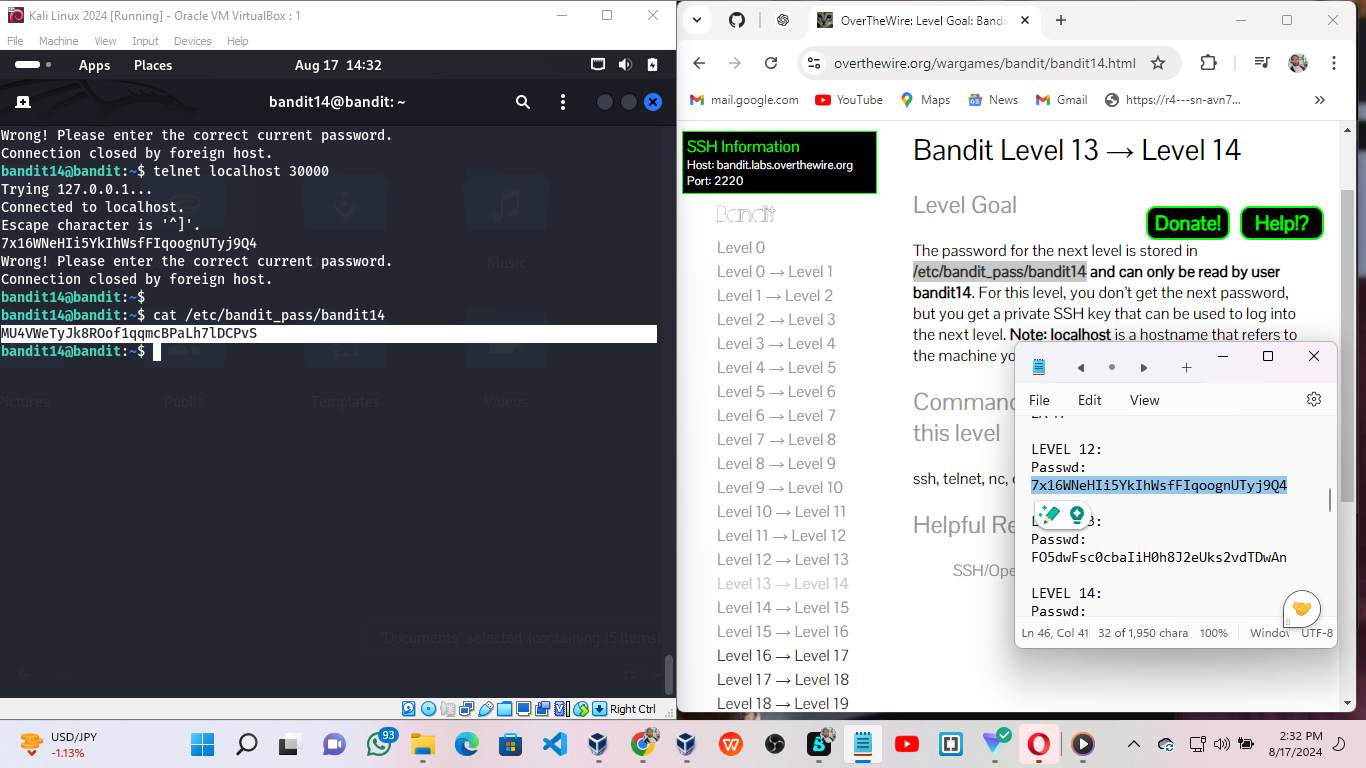 Kali Linux 2024 [Running] - Oracle VM VirtualBox : 1
File Machine View Input Devices Help
Apps Places Aug 17 14:32
bandit14@bandit: ~
Wrong! Please enter the correct current password.
Connection closed by foreign host.
bandit14@bandit:~$ telnet localhost 30000
Trying 127.0.0.1...
Connected to localhost.
Escape character is '^]'.
7x16WNeHIi5YkIhWsfFIqoognUTyj9Q4
Wrong! Please enter the correct current password.
Connection closed by foreign host.
bandit14@bandit:~$
bandit14@bandit:~$ cat /etc/bandit_pass/bandit14
MU4VWeTyJk8ROof1qqmcBPaLh7lDCPvS
bandit14@bandit:~$
Music
Pictures Public Templates Videos
"Documents" selected (containing 15 items)
Right Ctrl
OverTheWire: Level Goal: Bandi
overthewire.org/wargames/bandit/bandit14.html
mail.google.com YouTube Maps News Gmail https://r4---sn-avn7...
SSH Information
Host: bandit.labs.overthewire.org
Port: 2220
Bandit
Level 0
Level 0 → Level 1
Level 1 → Level 2
Level 2 → Level 3
Level 3 → Level 4
Level 4 → Level 5
Level 5 → Level 6
Level 6 → Level 7
Level 7 → Level 8
Level 8 → Level 9
Level 9 → Level 10
Level 10 → Level 11
Level 11 → Level 12
Level 12 → Level 13
Level 13 → Level 14
Level 14 → Level 15
Level 15 → Level 16
Level 16 → Level 17
Level 17 → Level 18
Level 18 → Level 19
Bandit Level 13 → Level 14
Level Goal
Donate! Help!?
The password for the next level is stored in
/etc/bandit_pass/bandit14 and can only be read by user
bandit14. For this level, you don't get the next password,
but you get a private SSH key that can be used to log into
the next level. Note: localhost is a hostname that refers to
the machine yo
Command
this level
ssh, telnet, nc,
Helpful Re
SSH/Ope
File Edit View
LEVEL 12:
Passwd:
7x16WNeHIi5YkIhWsfFIqoognUTyj9Q4
3:
Passwd:
FO5dwFsc0cbaIiH0h8J2eUks2vdTDwAn
LEVEL 14:
Passwd:
Ln 46, Col 41 32 of 1,950 chara 100% Windo UTF-8
USD/JPY
-1.13%
93
2:32 PM
8/17/2024